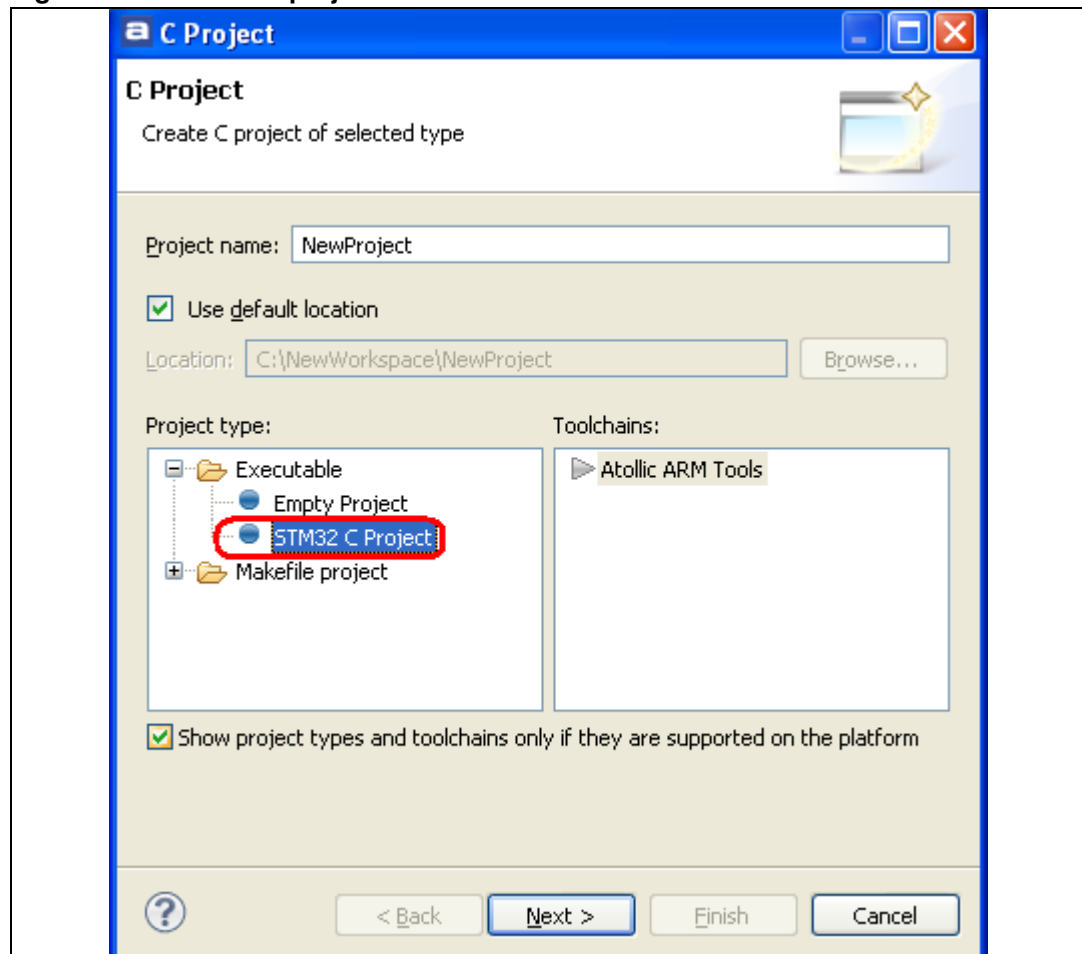 C Project
C Project
Create C project of selected type
Project name: NewProject
Use default location
Location: C:\NewWorkspace\NewProject Browse...
Project type: Toolchains:
Executable Atollic ARM Tools
Empty Project
STM32 C Project
Makefile project
Show project types and toolchains only if they are supported on the platform
< Back Next > Finish Cancel